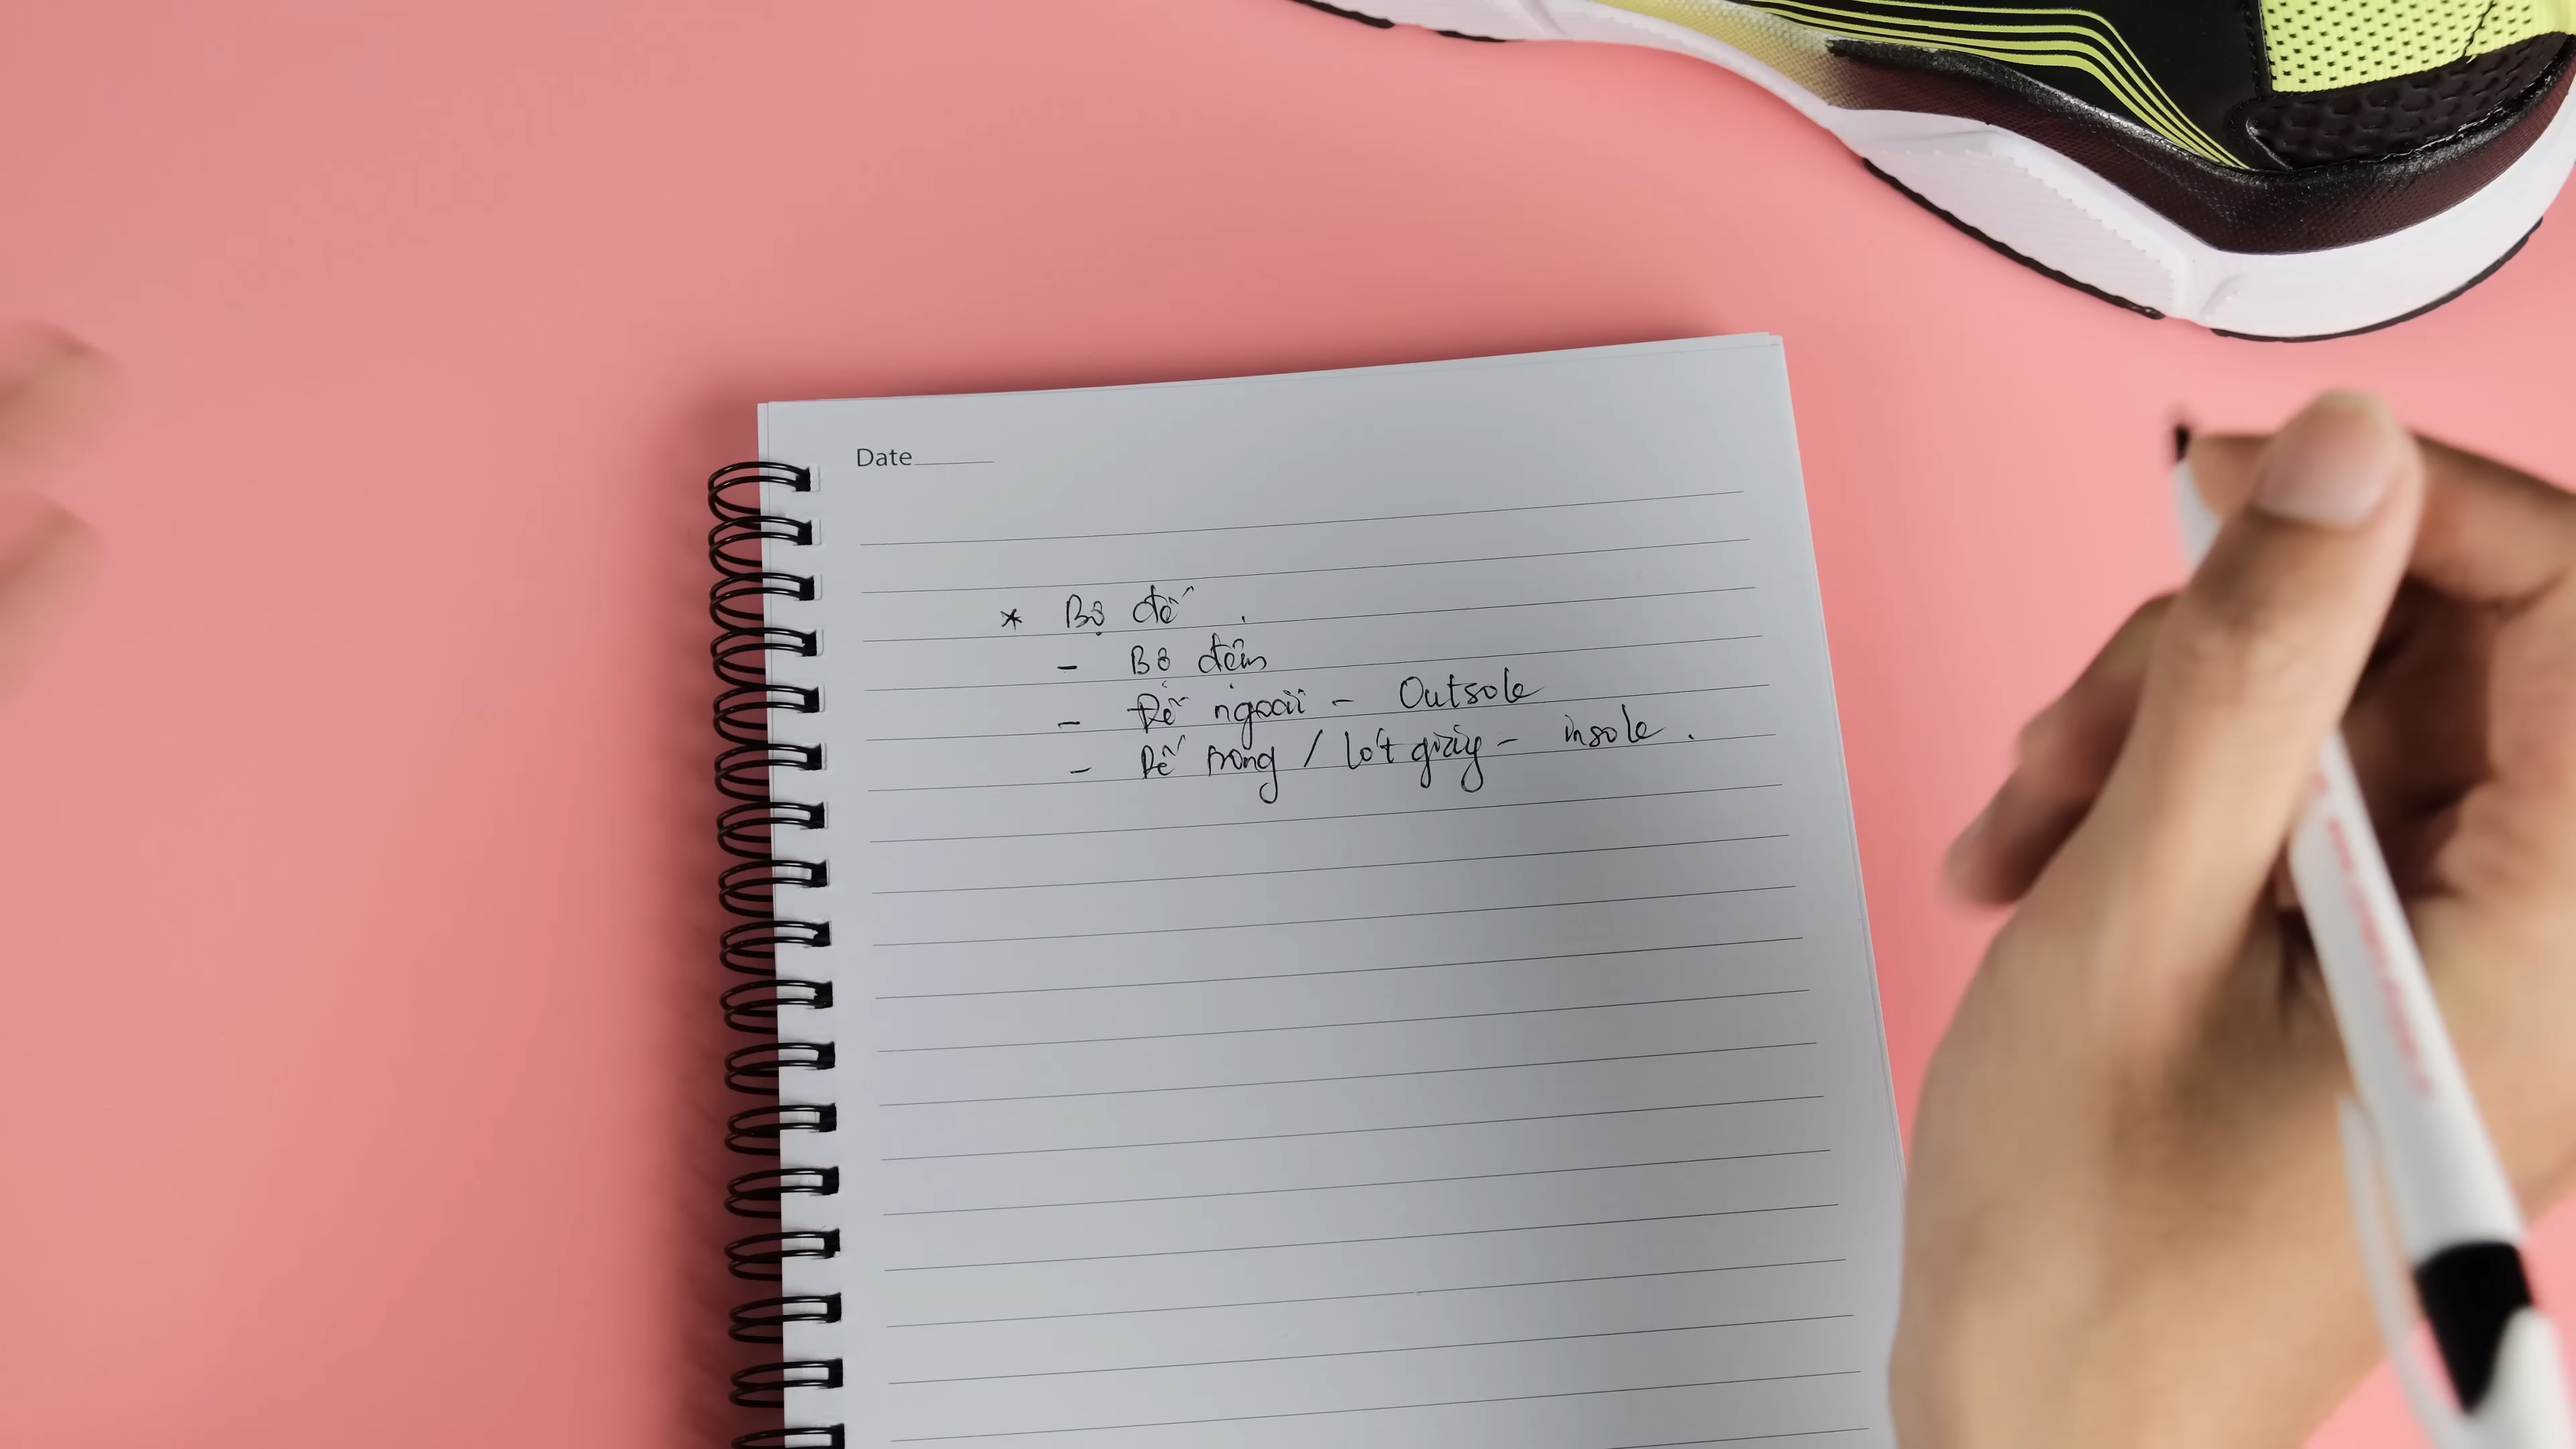 Date
* Bộ đế.
- Bộ đệm
- Đế ngoài - Outsole
- Đế trong / lót giày - insole.